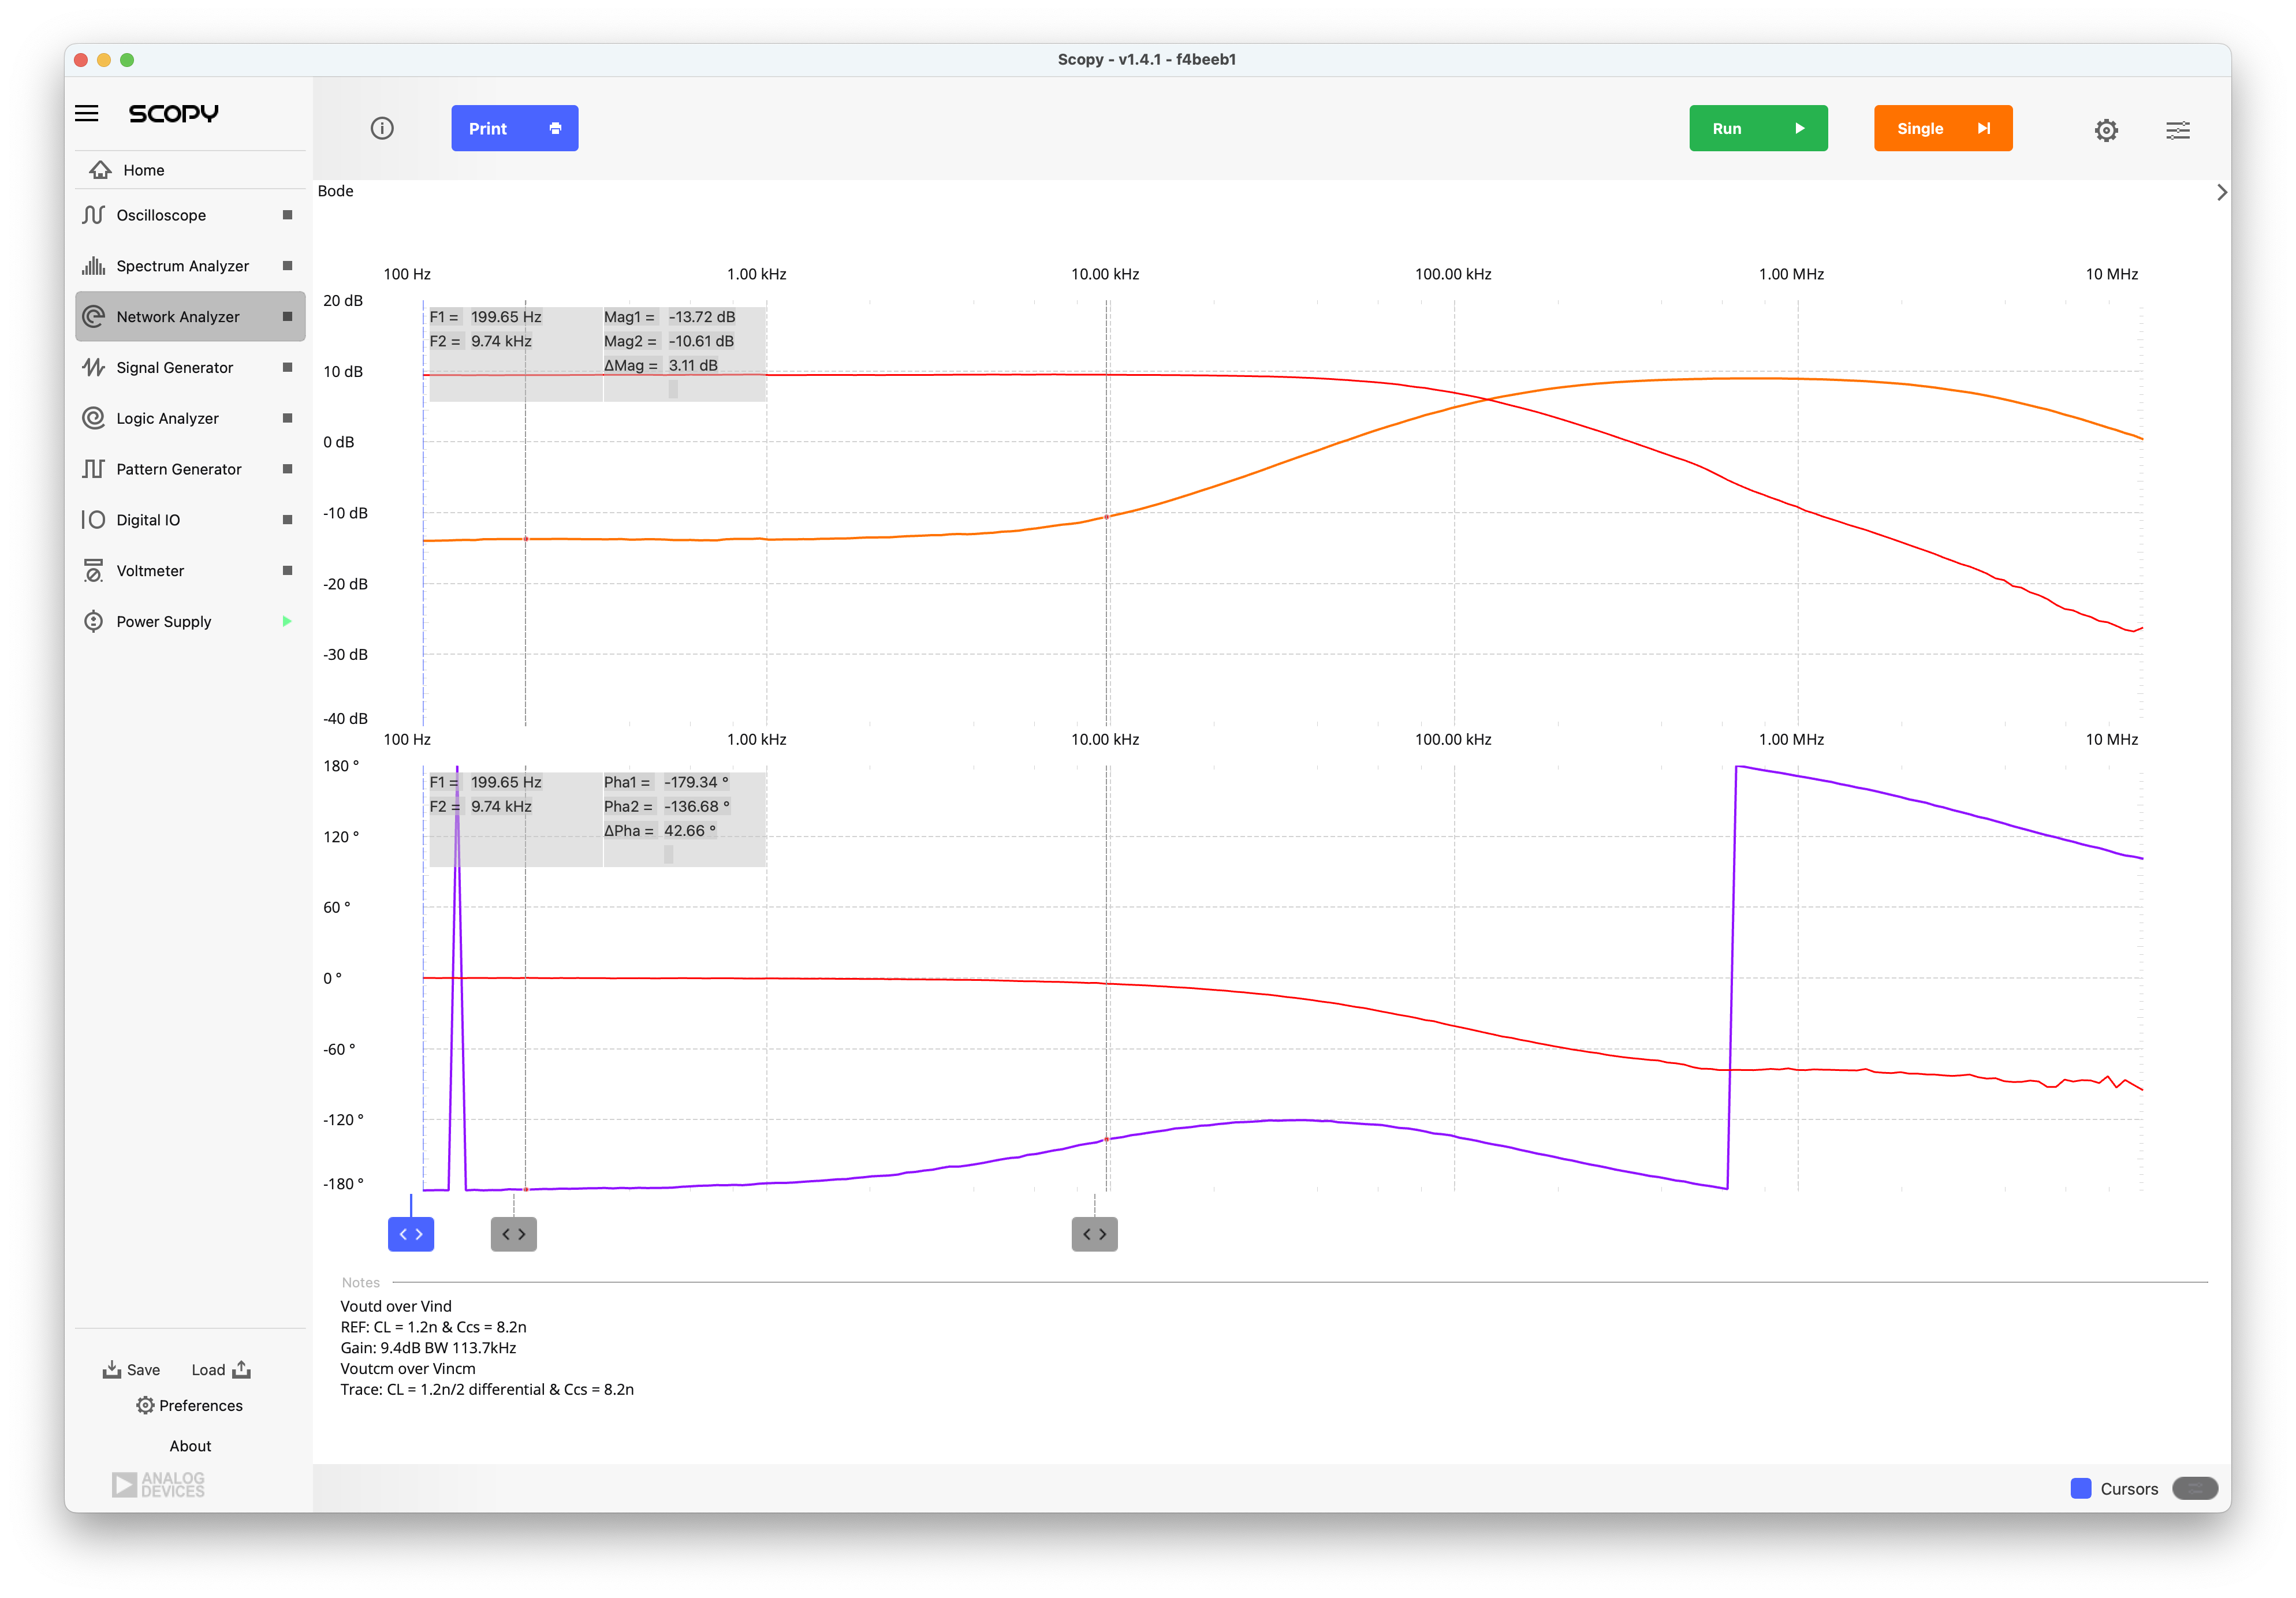 Scopy - v1.4.1 - f4beeb1
SCOPY
Print
Run
Single
Home
Oscilloscope
Spectrum Analyzer
Network Analyzer
Signal Generator
Logic Analyzer
Pattern Generator
Digital IO
Voltmeter
Power Supply
Bode
100 Hz 1.00 kHz 10.00 kHz 100.00 kHz 1.00 MHz 10 MHz
20 dB
F1 = 199.65 Hz Mag1 = -13.72 dB
F2 = 9.74 kHz Mag2 = -10.61 dB
ΔMag = 3.11 dB
10 dB
0 dB
-10 dB
-20 dB
-30 dB
-40 dB
100 Hz 1.00 kHz 10.00 kHz 100.00 kHz 1.00 MHz 10 MHz
180 °
F1 = 199.65 Hz Pha1 = -179.34 °
F2 = 9.74 kHz Pha2 = -136.68 °
ΔPha = 42.66 °
120 °
60 °
0 °
-60 °
-120 °
-180 °
Notes
Voutd over Vind
REF: CL = 1.2n & Ccs = 8.2n
Gain: 9.4dB BW 113.7kHz
Voutcm over Vincm
Trace: CL = 1.2n/2 differential & Ccs = 8.2n
Save Load
Preferences
About
ANALOG
DEVICES
Cursors